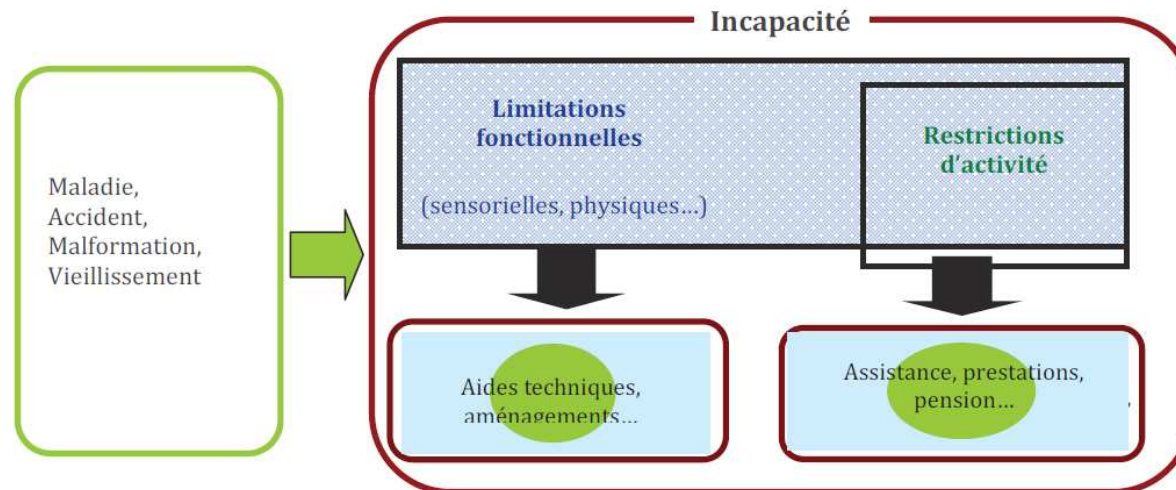 Incapacité
Maladie,
Accident,
Malformation,
Vieillissement
Limitations
fonctionnelles
(sensorielles, physiques…)
Restrictions
d’activité
Aides techniques,
aménagements…
Assistance, prestations,
pension…